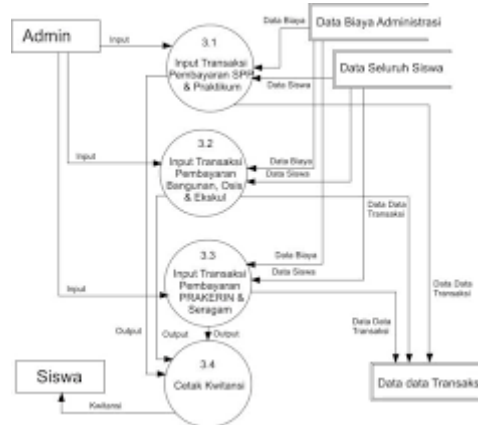 Admin
Input
3.1
Input Transaksi
Pembayaran SPP
& Praktikum
Data Biaya
Data Biaya Administrasi
Data Seluruh Siswa
Data Siswa
Input
3.2
Input Transaksi
Pembayaran
Bangunan, Osis
& Ekskul
Data Biaya
Data Siswa
Data Data
Transaksi
3.3
Input Transaksi
Pembayaran
PRAKERIN &
Seragam
Data Biaya
Data Siswa
Input
Data Data
Transaksi
Data Data
Transaksi
Output
Output
Output
3.4
Cetak Kwitansi
Siswa
Kwitansi
Data data Transaks